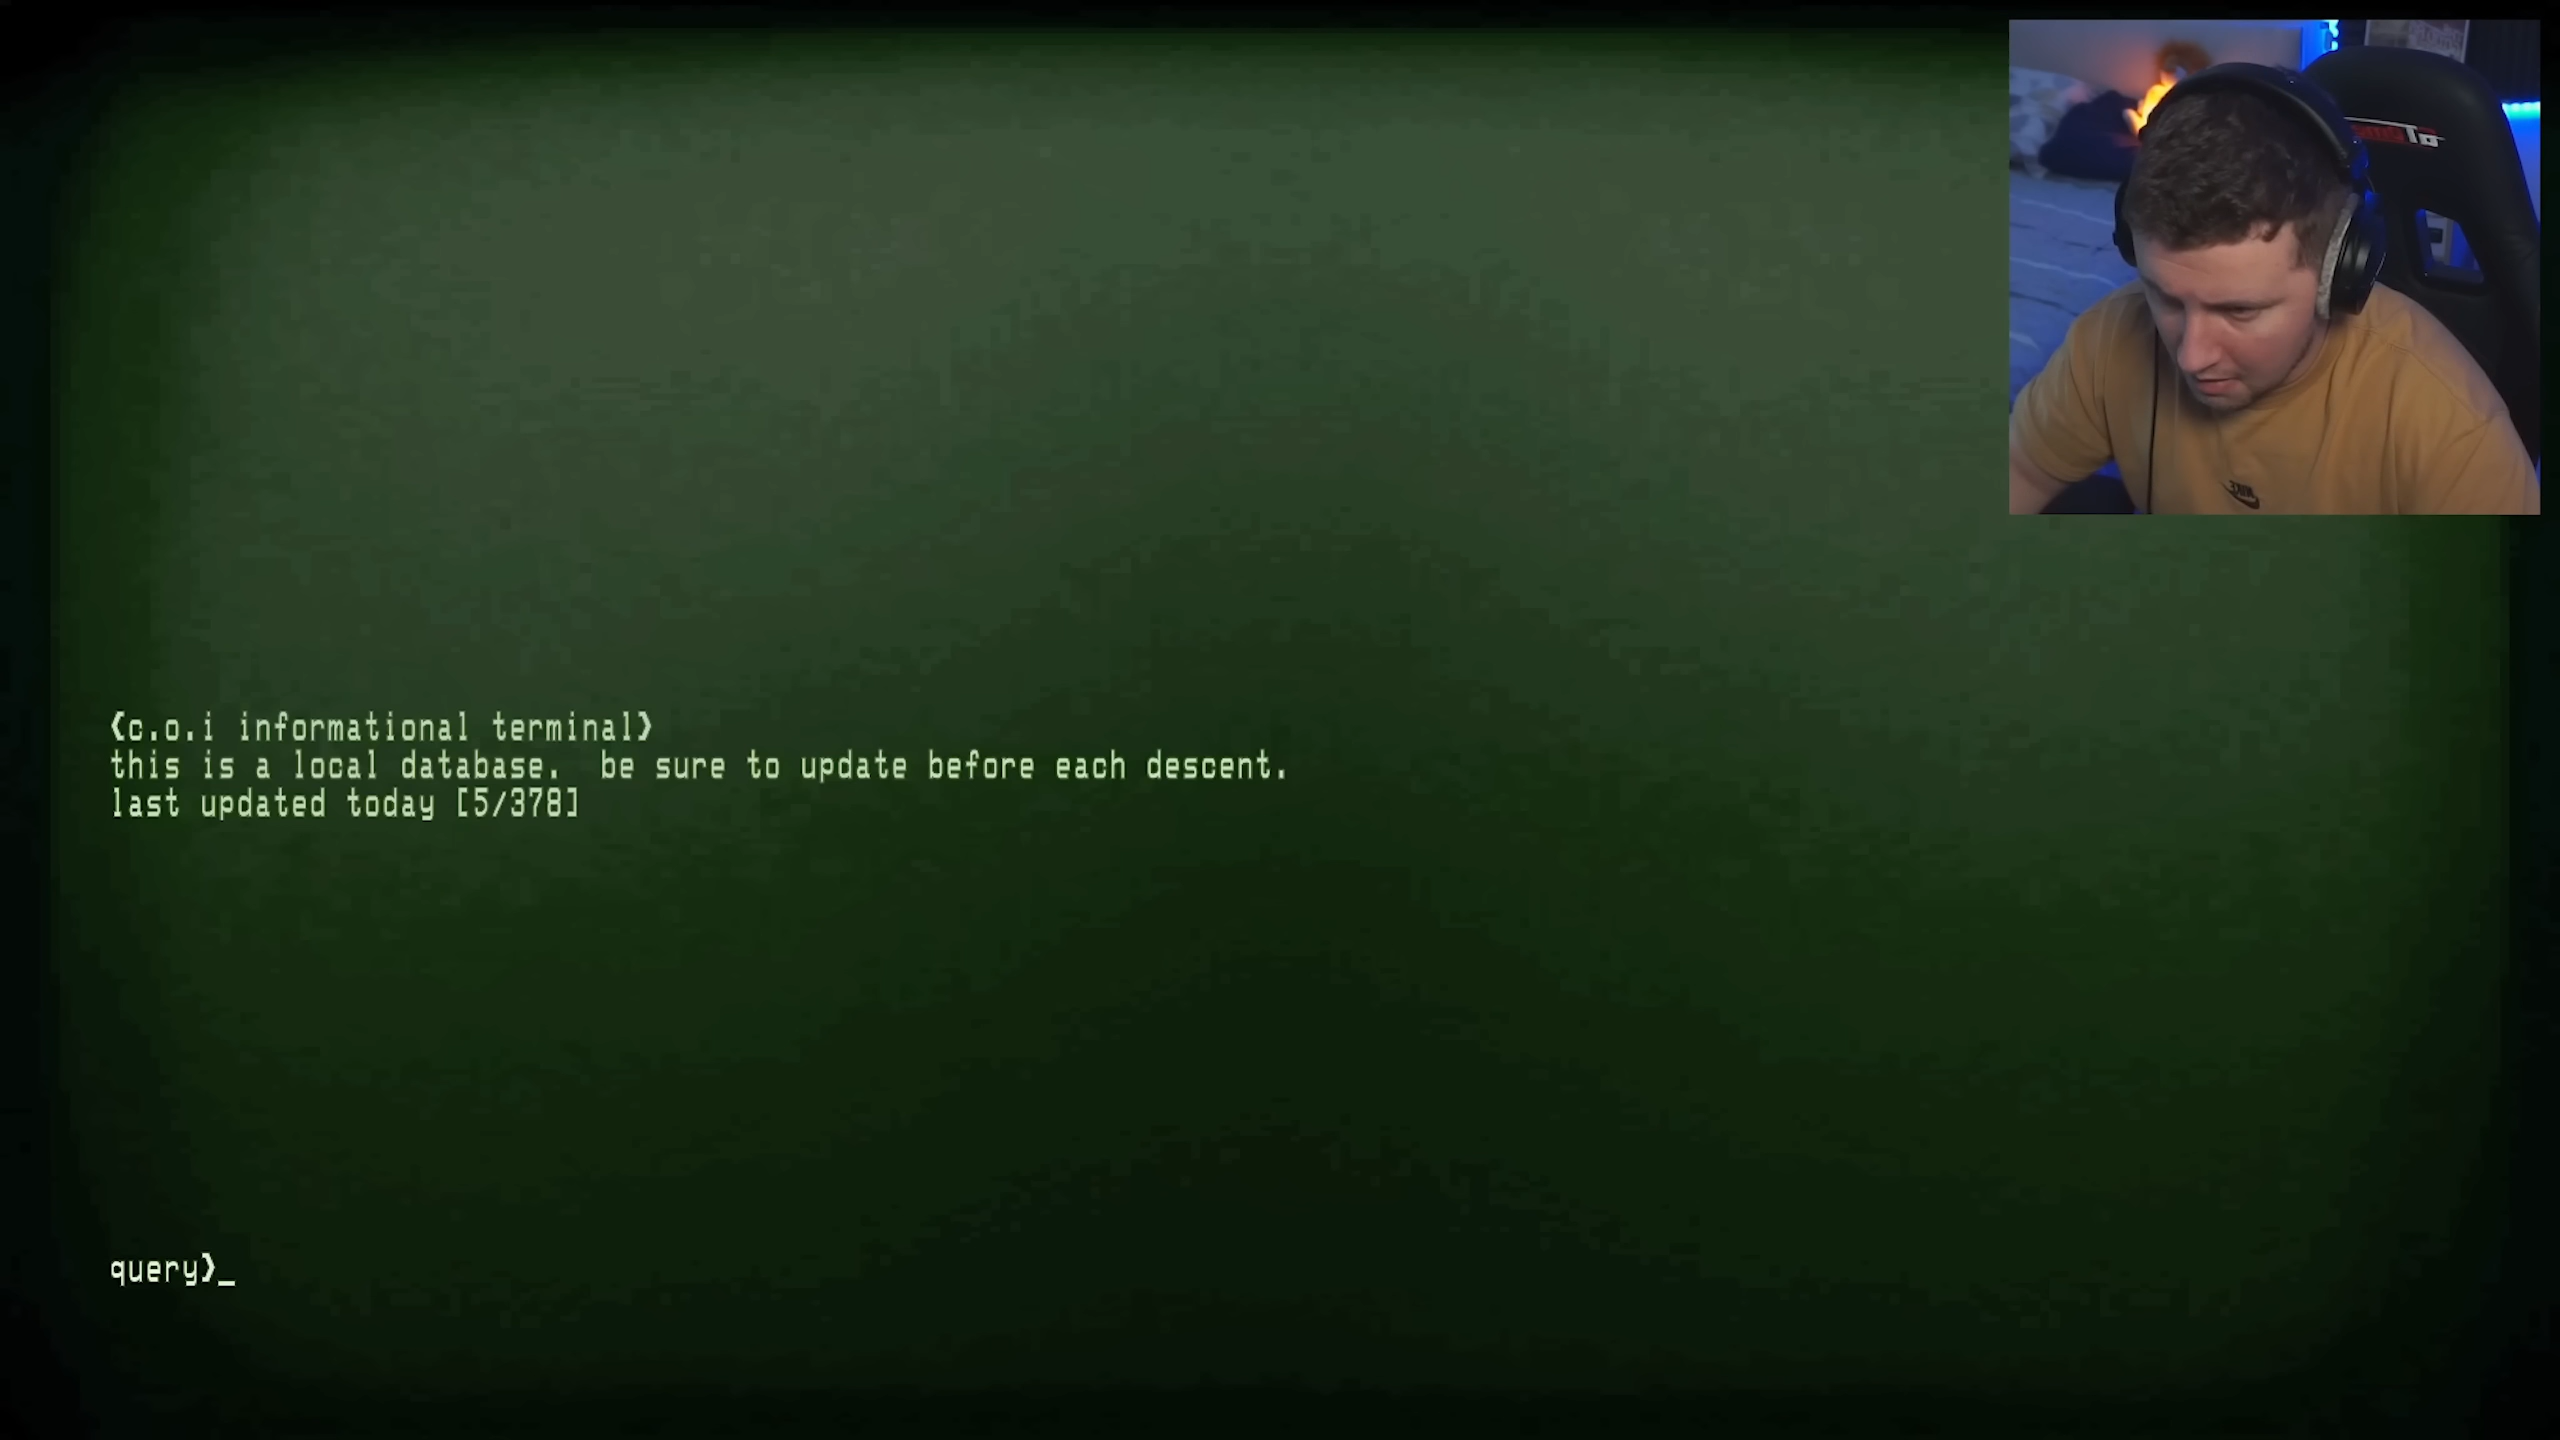 {c.o.i informational terminal}
this is a local database.  be sure to update before each descent.
last updated today [5/378]
query}_
NIKE